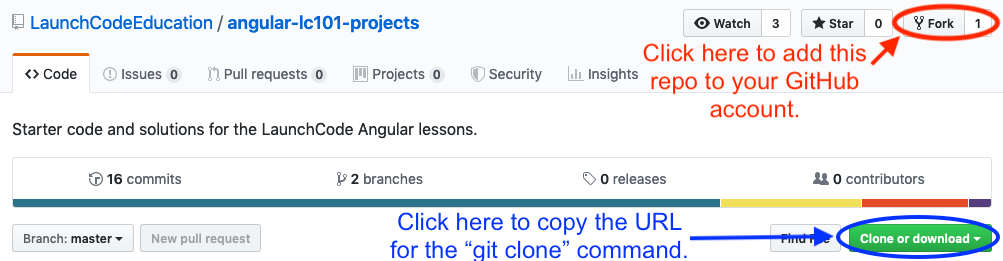 LaunchCodeEducation / angular-lc101-projects
Watch 3 Star 0 Fork 1
Click here to add this
repo to your GitHub
account.
<> Code Issues 0 Pull requests 0 Projects 0 Security Insights
Starter code and solutions for the LaunchCode Angular lessons.
16 commits 2 branches 0 releases 0 contributors
Click here to copy the URL
for the “git clone” command.
Branch: master New pull request Find File Clone or download